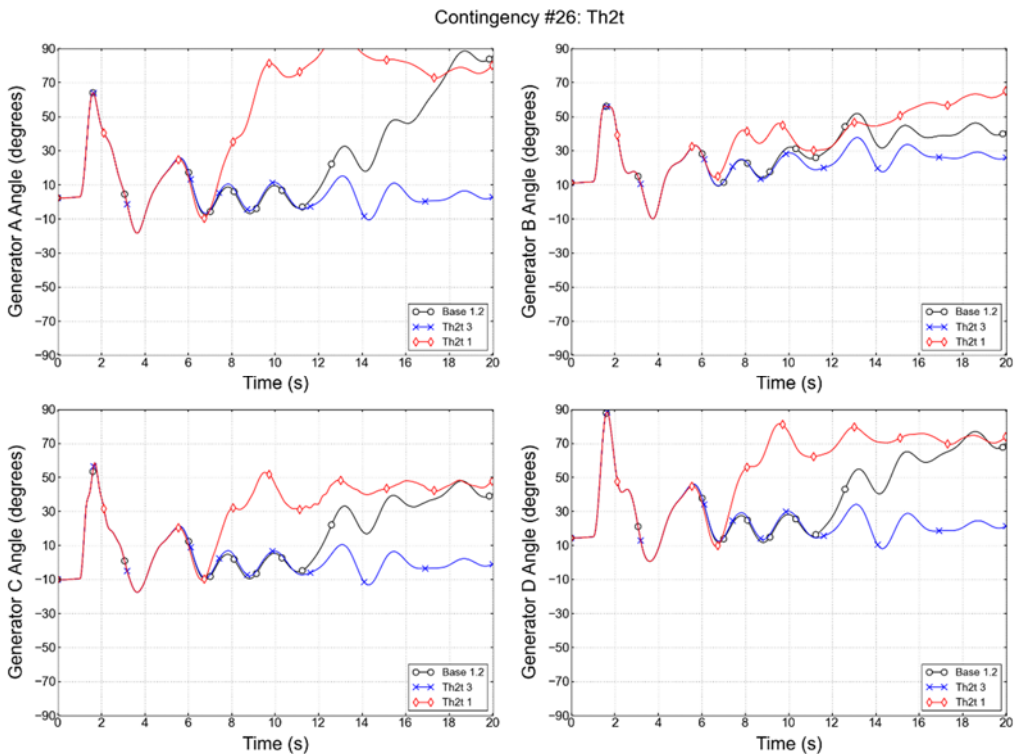 Contingency #26: Th2t
Generator A Angle (degrees)
90
70
50
30
10
−10
−30
−50
−70
−90
0 2 4 6 8 10 12 14 16 18 20
Time (s)
Base 1.2
Th2t 3
Th2t 1
Generator B Angle (degrees)
90
70
50
30
10
−10
−30
−50
−70
−90
0 2 4 6 8 10 12 14 16 18 20
Time (s)
Base 1.2
Th2t 3
Th2t 1
Generator C Angle (degrees)
90
70
50
30
10
−10
−30
−50
−70
−90
0 2 4 6 8 10 12 14 16 18 20
Time (s)
Base 1.2
Th2t 3
Th2t 1
Generator D Angle (degrees)
90
70
50
30
10
−10
−30
−50
−70
−90
0 2 4 6 8 10 12 14 16 18 20
Time (s)
Base 1.2
Th2t 3
Th2t 1